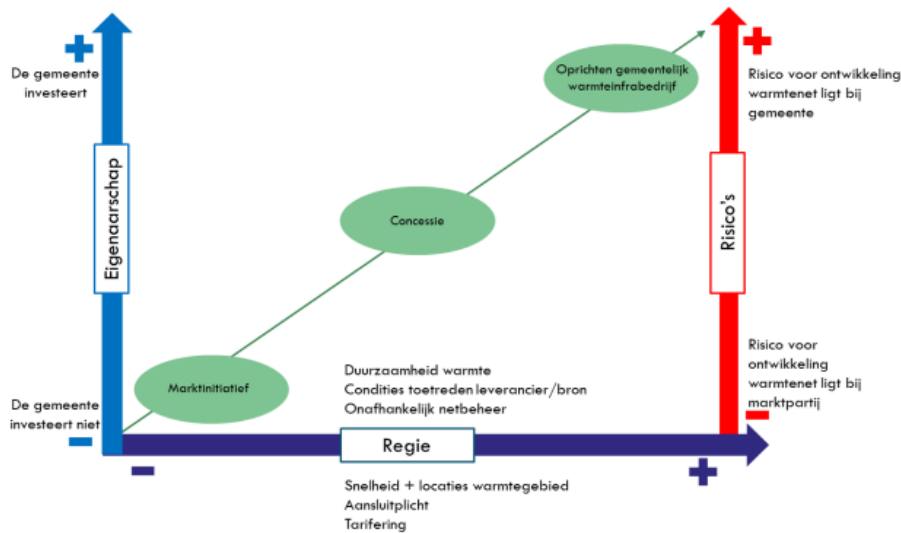 De gemeente
investeert
Oprichten gemeentelijk
warmteinfrabedrijf
Risico voor ontwikkeling
warmtenet ligt bij
gemeente
Eigenaarschap
Concessie
Risico's
Marktinitiatief
De gemeente
investeert niet
Duurzaamheid warmte
Condities toetreden leverancier/bron
Onafhankelijk netbeheer
Risico voor
ontwikkeling
warmtenet ligt bij
marktpartij
Regie
Snelheid + locaties warmtegebied
Aansluitplicht
Tarifering